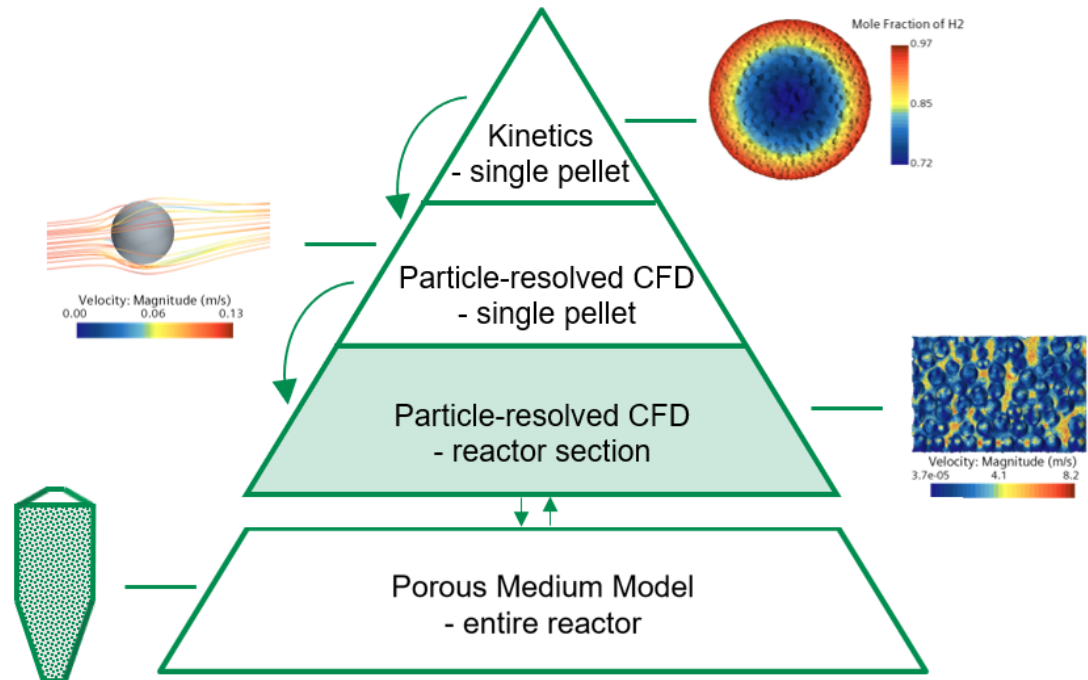 Mole Fraction of H2
0.97
0.85
0.72
Kinetics
- single pellet
Velocity: Magnitude (m/s)
0.00 0.06 0.13
Particle-resolved CFD
- single pellet
Particle-resolved CFD
- reactor section
Velocity: Magnitude (m/s)
3.7e-05 4.1 8.2
Porous Medium Model
- entire reactor